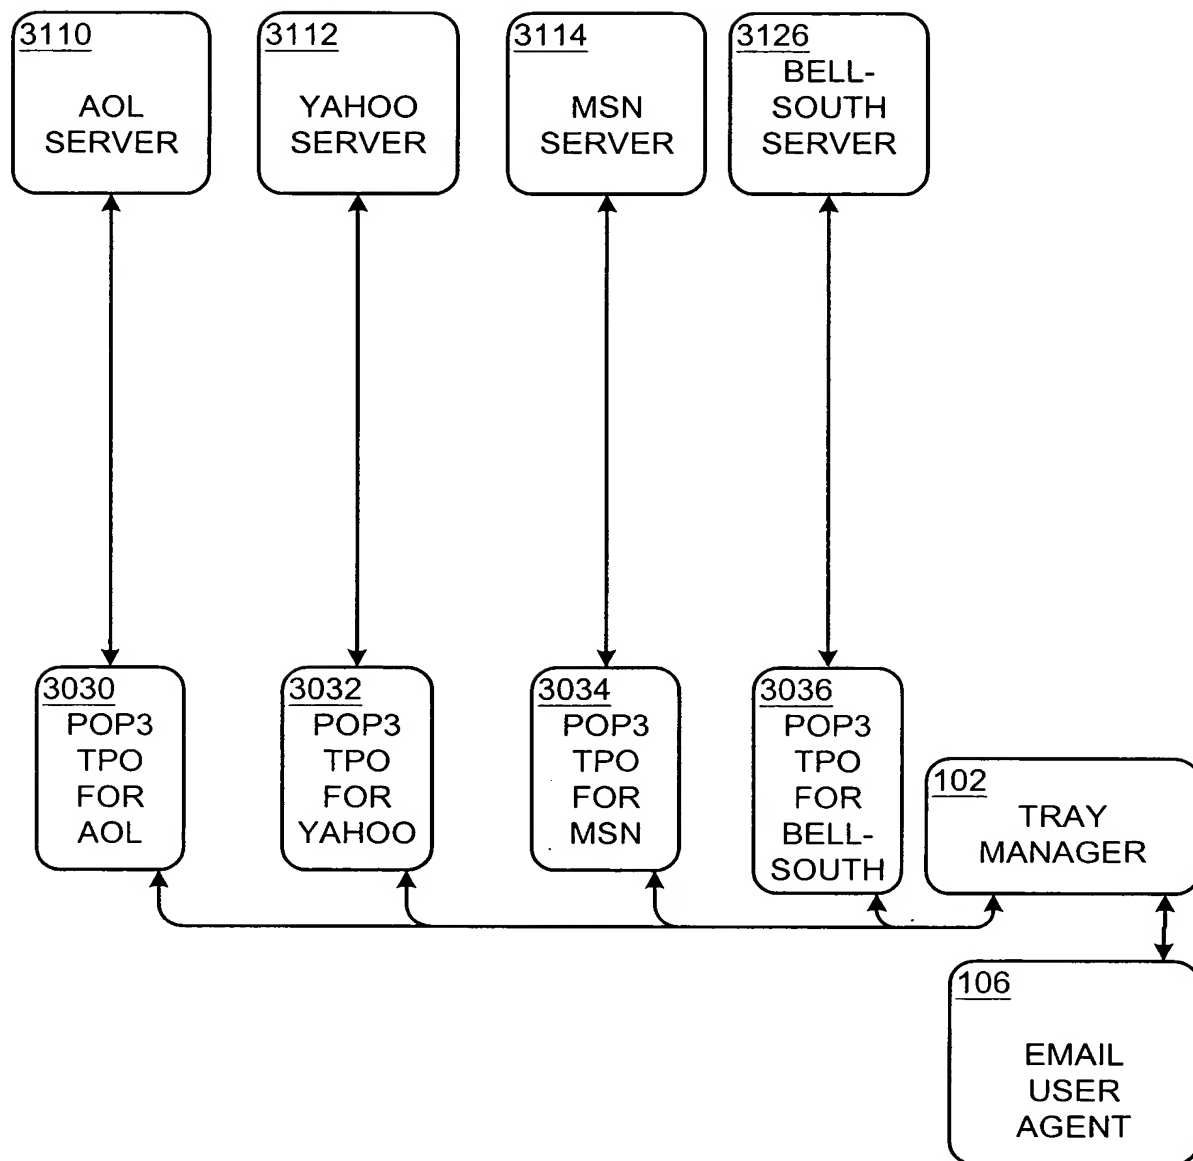 3110
AOL
SERVER
3112
YAHOO
SERVER
3114
MSN
SERVER
3126
BELL-
SOUTH
SERVER
3030
POP3
TPO
FOR
AOL
3032
POP3
TPO
FOR
YAHOO
3034
POP3
TPO
FOR
MSN
3036
POP3
TPO
FOR
BELL-
SOUTH
102
TRAY
MANAGER
106
EMAIL
USER
AGENT